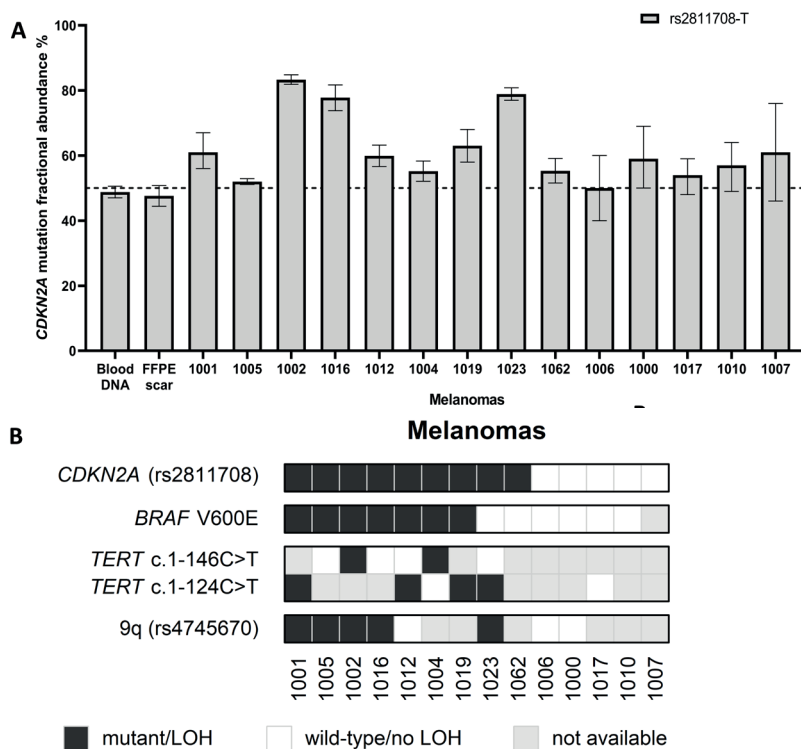 A
rs2811708-T
CDKN2A mutation fractional abundance %
100
80
60
40
20
0
Blood DNA FFPE scar 1001 1005 1002 1016 1012 1004 1019 1023 1062 1006 1000 1017 1010 1007
Melanomas
B
Melanomas
CDKN2A (rs2811708)
BRAF V600E
TERT c.1-146C>T
TERT c.1-124C>T
9q (rs4745670)
1001 1005 1002 1016 1012 1004 1019 1023 1062 1006 1000 1017 1010 1007
mutant/LOH wild-type/no LOH not available